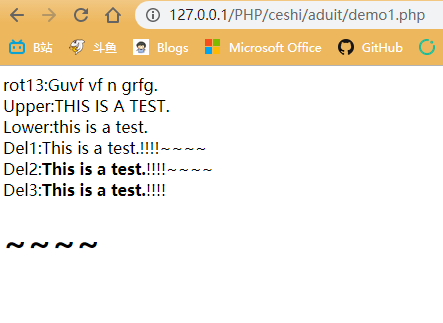 127.0.0.1/PHP/ceshi/aduit/demo1.php
B站 斗鱼 Blogs Microsoft Office GitHub
rot13:Guvf vf n grfg.
Upper:THIS IS A TEST.
Lower:this is a test.
Del1:This is a test.!!!!~~~~
Del2:This is a test.!!!!~~~~
Del3:This is a test.!!!!
~~~~